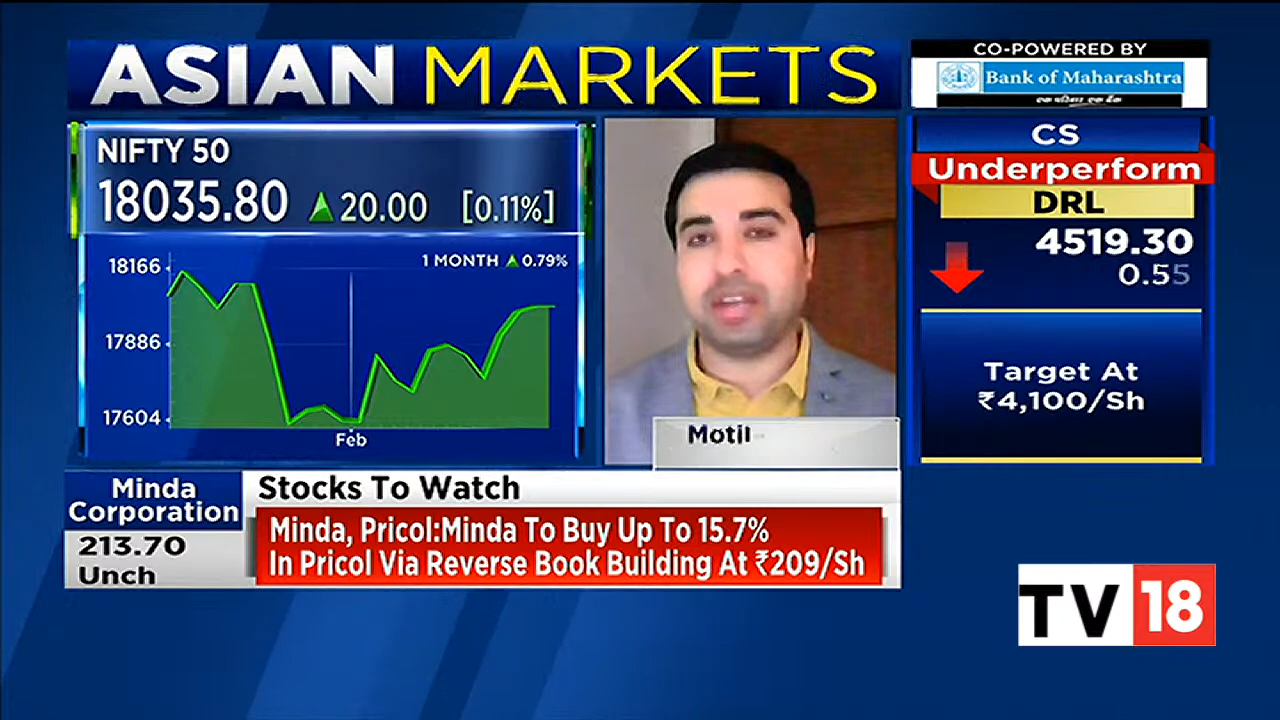 ASIAN MARKETS
CO-POWERED BY
Bank of Maharashtra
एक परिवार एक बैंक
NIFTY 50
18035.80 20.00 [0.11%]
1 MONTH 0.79%
18166
17886
17604
Feb
Motil
CS
Underperform
DRL
4519.30
0.55
Target At
₹4,100/Sh
Minda
Corporation
213.70
Unch
Stocks To Watch
Minda, Pricol:Minda To Buy Up To 15.7%
In Pricol Via Reverse Book Building At ₹209/Sh
TV18